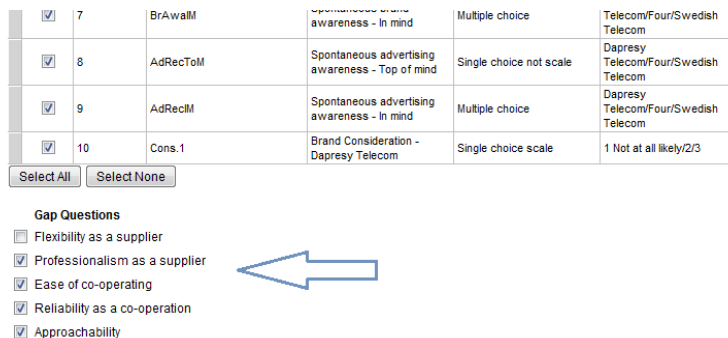 7 BrAwaIM Spontaneous brand awareness - In mind Multiple choice Telecom/Four/Swedish Telecom
8 AdRecToM Spontaneous advertising awareness - Top of mind Single choice not scale Dapresy Telecom/Four/Swedish Telecom
9 AdRecIM Spontaneous advertising awareness - In mind Multiple choice Dapresy Telecom/Four/Swedish Telecom
10 Cons.1 Brand Consideration - Dapresy Telecom Single choice scale 1 Not at all likely/2/3
Select All Select None
Gap Questions
Flexibility as a supplier
Professionalism as a supplier
Ease of co-operating
Reliability as a co-operation
Approachability